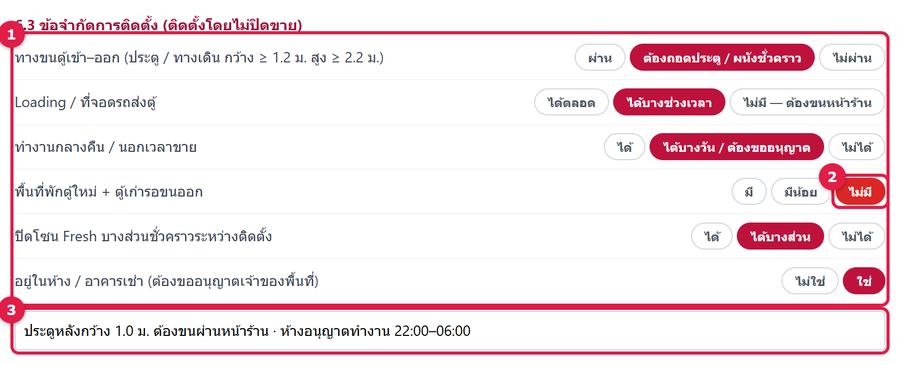 6.3 ข้อจำกัดการติดตั้ง (ติดตั้งโดยไม่ปิดขาย)
1
ทางขนตู้เข้า–ออก (ประตู / ทางเดิน กว้าง ≥ 1.2 ม. สูง ≥ 2.2 ม.) ผ่าน ต้องถอดประตู / ผนังชั่วคราว ไม่ผ่าน
Loading / ที่จอดรถส่งตู้ ได้ตลอด ได้บางช่วงเวลา ไม่มี — ต้องขนหน้าร้าน
ทำงานกลางคืน / นอกเวลาขาย ได้ ได้บางวัน / ต้องขออนุญาต ไม่ได้
2
พื้นที่พักตู้ใหม่ + ตู้เก่ารอขนออก มี มีน้อย ไม่มี
ปิดโซน Fresh บางส่วนชั่วคราวระหว่างติดตั้ง ได้ ได้บางส่วน ไม่ได้
อยู่ในห้าง / อาคารเช่า (ต้องขออนุญาตเจ้าของพื้นที่) ไม่ใช่ ใช่
3
ประตูหลังกว้าง 1.0 ม. ต้องขนผ่านหน้าร้าน · ห้างอนุญาตทำงาน 22:00–06:00